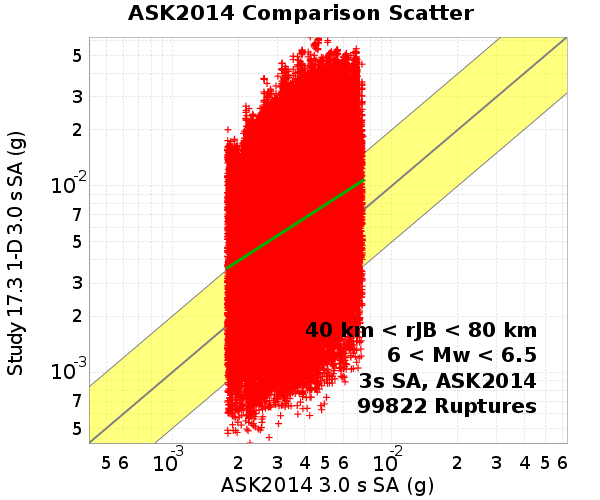 ASK2014 Comparison Scatter
Study 17.3 1-D 3.0 s SA (g)
5
3
2
10-2
7
5
3
2
10-3
7
5
40 km < rJB < 80 km
6 < Mw < 6.5
3s SA, ASK2014
99822 Ruptures
5 6 10-3 2 3 4 5 6 10-2 2 3 4 5 6
ASK2014 3.0 s SA (g)